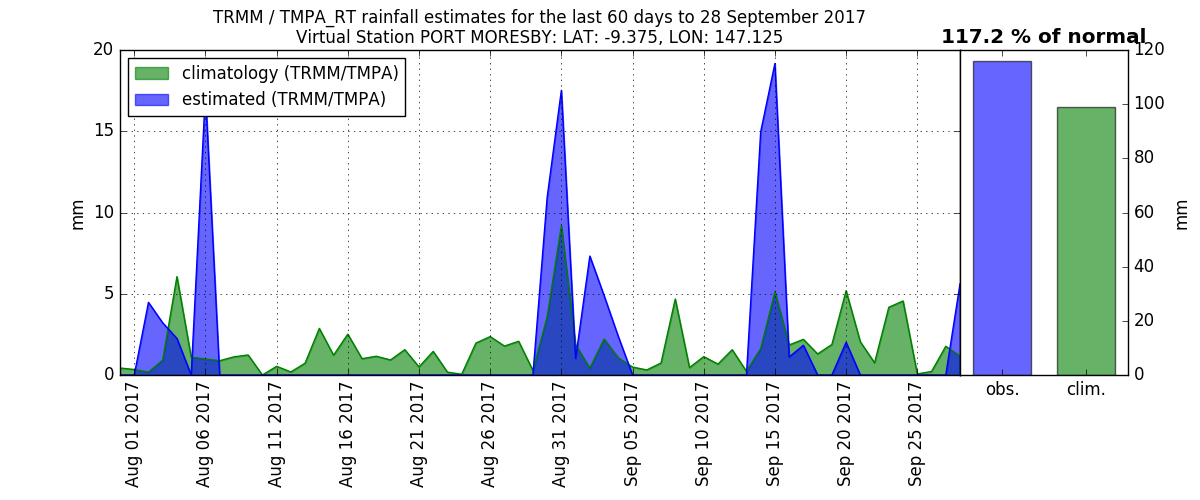 TRMM / TMPA_RT rainfall estimates for the last 60 days to 28 September 2017
Virtual Station PORT MORESBY: LAT: -9.375, LON: 147.125
117.2 % of normal
climatology (TRMM/TMPA)
estimated (TRMM/TMPA)
20
15
10
5
0
mm
Aug 01 2017
Aug 06 2017
Aug 11 2017
Aug 16 2017
Aug 21 2017
Aug 26 2017
Aug 31 2017
Sep 05 2017
Sep 10 2017
Sep 15 2017
Sep 20 2017
Sep 25 2017
obs.
clim.
120
100
80
60
40
20
0
mm